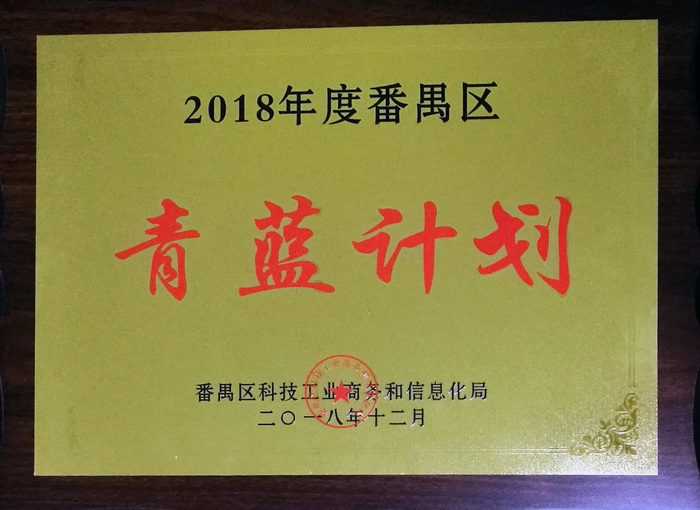 2018年度番禺区
青蓝计划
番禺区科技工业商务和信息化局
二〇一八年十二月